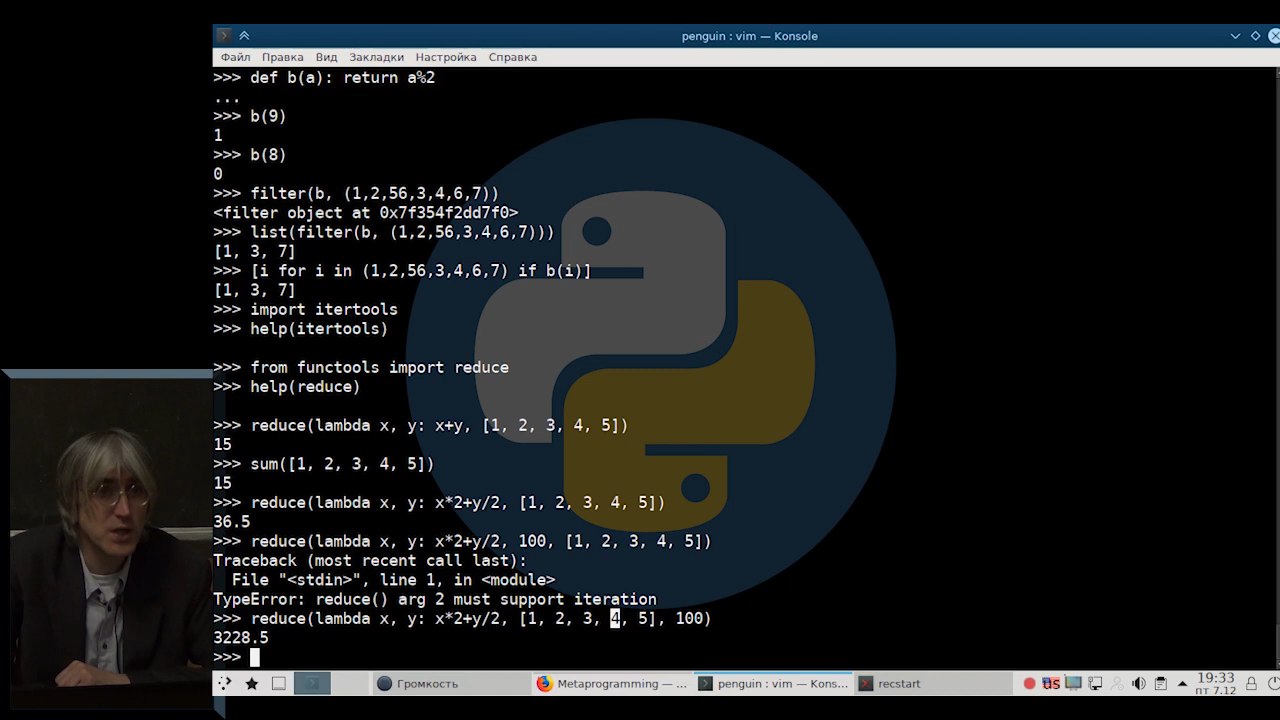 penguin : vim — Konsole
Файл Правка Вид Закладки Настройка Справка
>>> def b(a): return a%2
...
>>> b(9)
1
>>> b(8)
0
>>> filter(b, (1,2,56,3,4,6,7))
<filter object at 0x7f354f2dd7f0>
>>> list(filter(b, (1,2,56,3,4,6,7)))
[1, 3, 7]
>>> [i for i in (1,2,56,3,4,6,7) if b(i)]
[1, 3, 7]
>>> import itertools
>>> help(itertools)
>>> from functools import reduce
>>> help(reduce)
>>> reduce(lambda x, y: x+y, [1, 2, 3, 4, 5])
15
>>> sum([1, 2, 3, 4, 5])
15
>>> reduce(lambda x, y: x*2+y/2, [1, 2, 3, 4, 5])
36.5
>>> reduce(lambda x, y: x*2+y/2, 100, [1, 2, 3, 4, 5])
Traceback (most recent call last):
  File "<stdin>", line 1, in <module>
TypeError: reduce() arg 2 must support iteration
>>> reduce(lambda x, y: x*2+y/2, [1, 2, 3, 4, 5], 100)
3228.5
>>>
Громкость Metaprogramming — ... penguin : vim — Kons... recstart us 19:33
пт 7.12